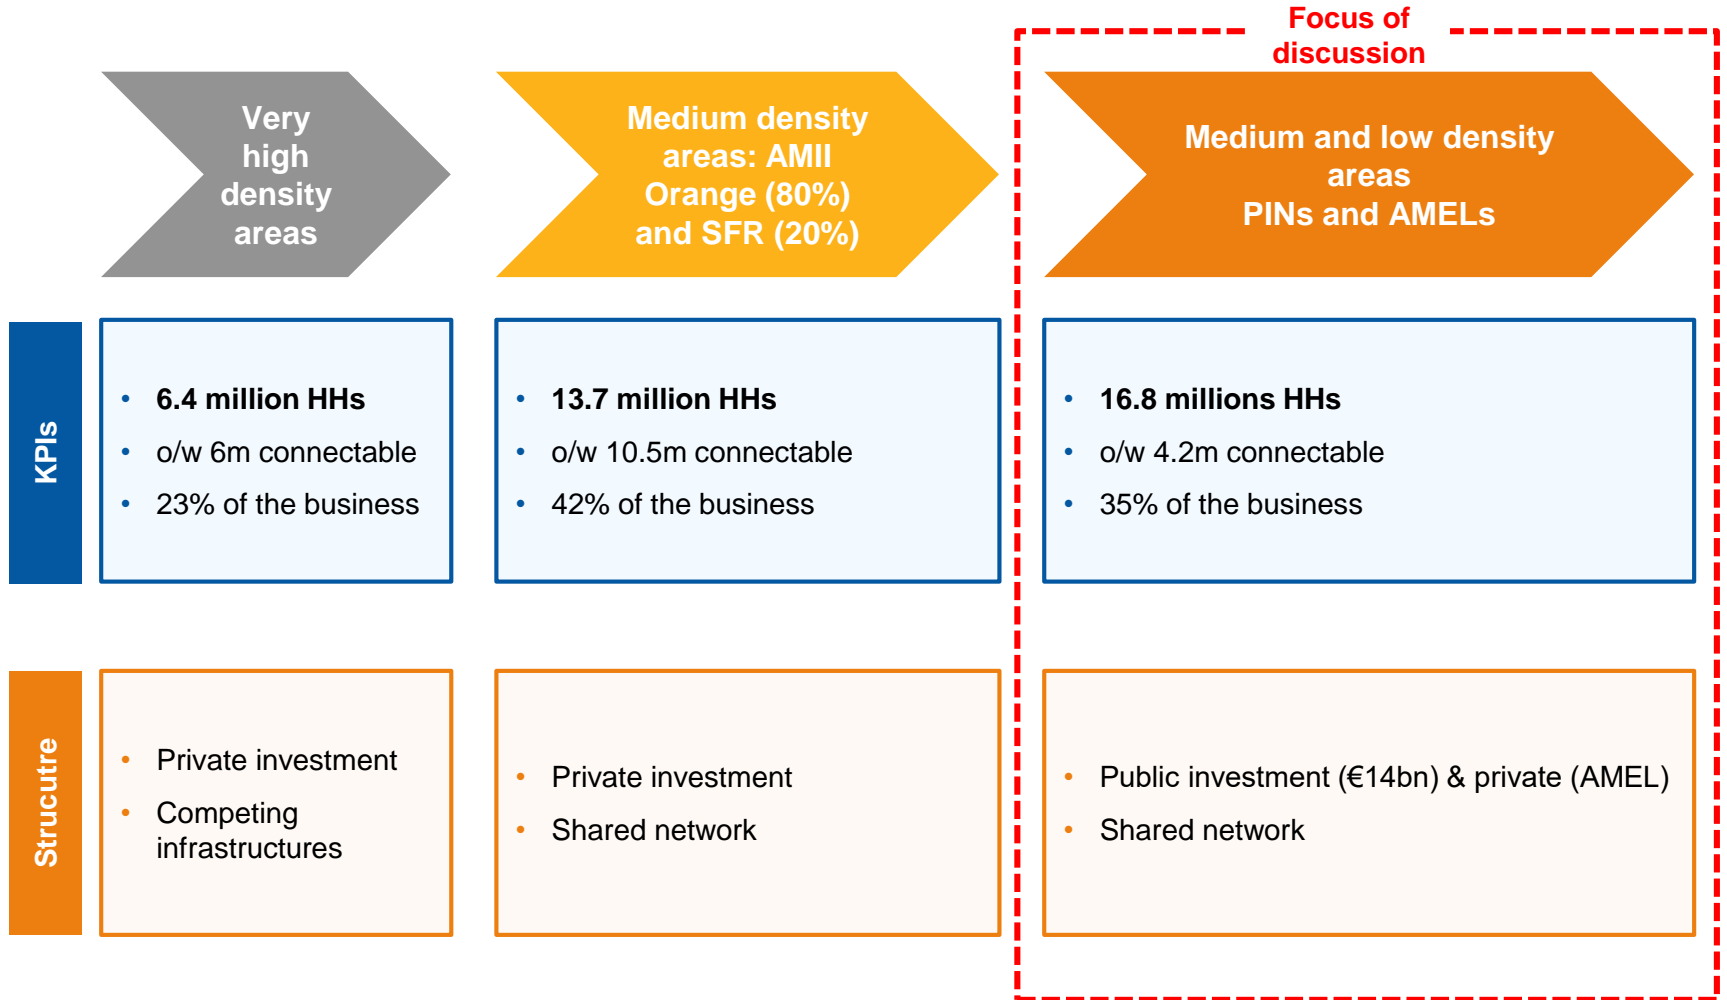 Focus of
discussion
Very
high
density
areas
Medium density
areas: AMII
Orange (80%)
and SFR (20%)
Medium and low density
areas
PINs and AMELs
KPIs
• 6.4 million HHs
• o/w 6m connectable
• 23% of the business
• 13.7 million HHs
• o/w 10.5m connectable
• 42% of the business
• 16.8 millions HHs
• o/w 4.2m connectable
• 35% of the business
Strucutre
• Private investment
• Competing
infrastructures
• Private investment
• Shared network
• Public investment (€14bn) & private (AMEL)
• Shared network